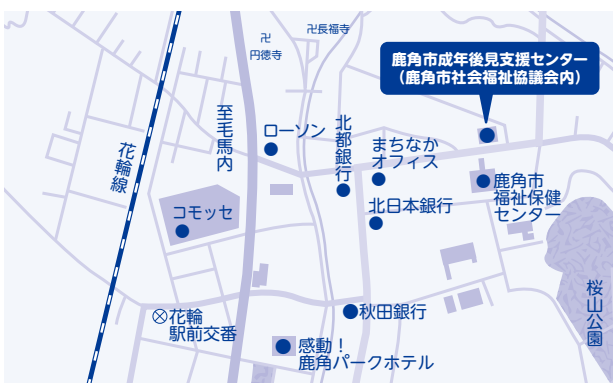 卍長福寺
卍
円徳寺
鹿角市成年後見支援センター
(鹿角市社会福祉協議会内)
至毛馬内
ローソン
北都銀行
まちなか
オフィス
花輪線
鹿角市
福祉保健
センター
コモッセ
北日本銀行
桜山公園
花輪
駅前交番
秋田銀行
感動!
鹿角パークホテル